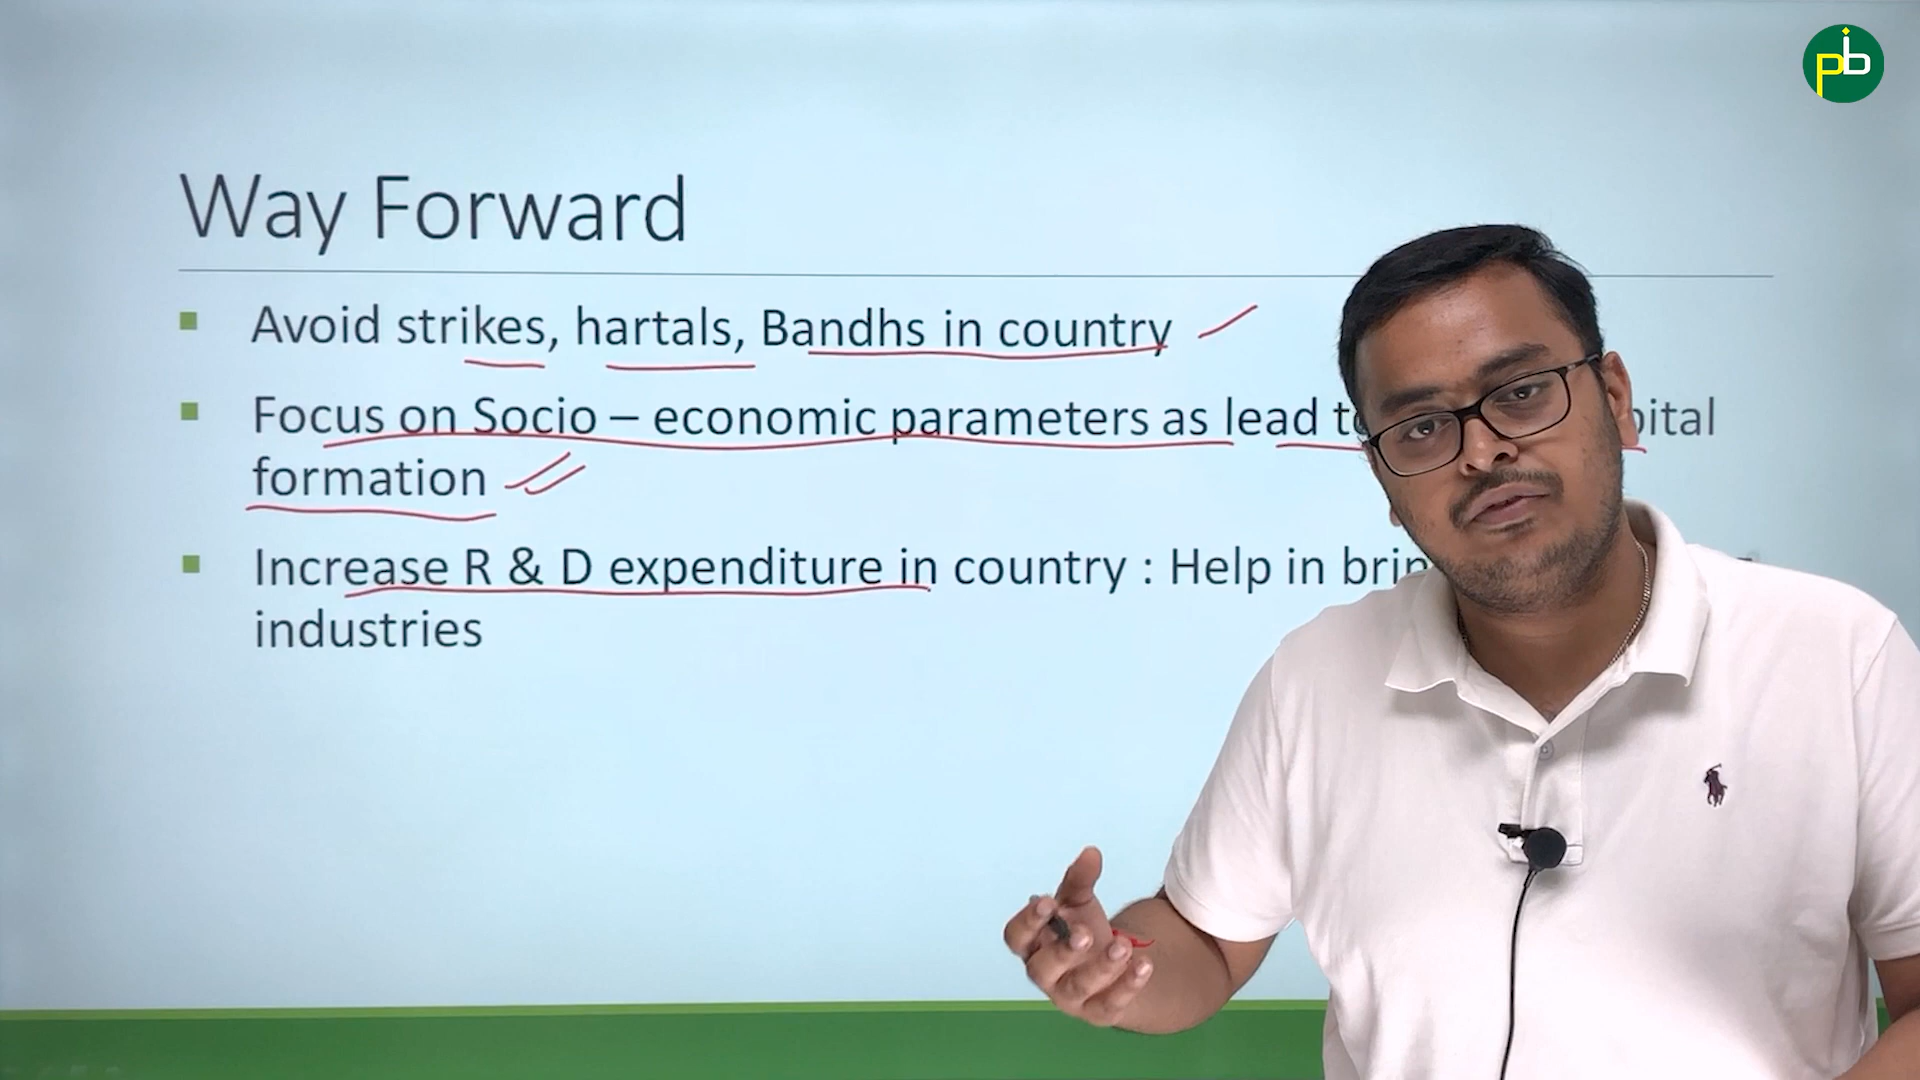 pib
Way Forward
Avoid strikes, hartals, Bandhs in country
Focus on Socio – economic parameters as lead
formation
Increase R & D expenditure in country : Help in
industries